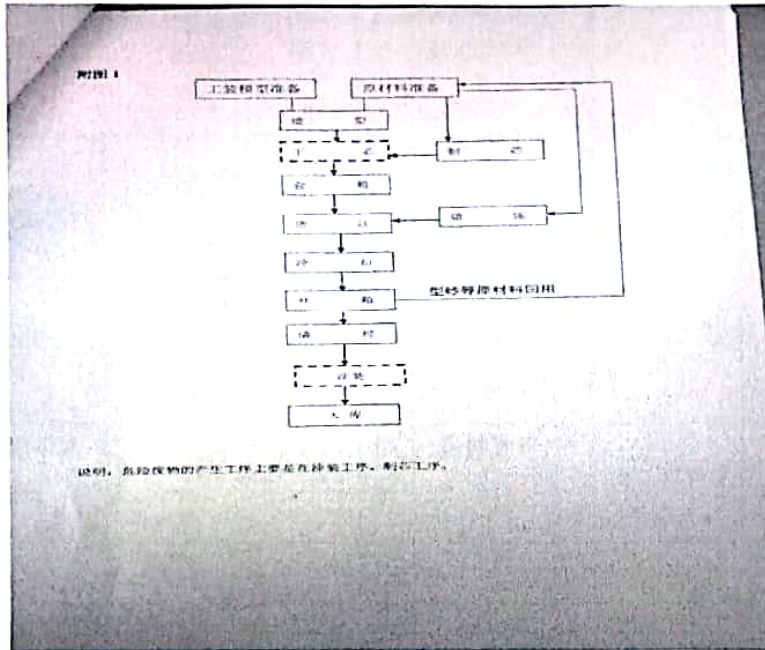 附图 1
工装模型准备
原材料准备
造 型
下 芯
制 芯
合 箱
浇 注
熔 炼
冷 却
开 箱
型砂等原材料回用
清 理
涂装
入 库
说明：危险废物的产生工序主要是在涂装工序、制芯工序。